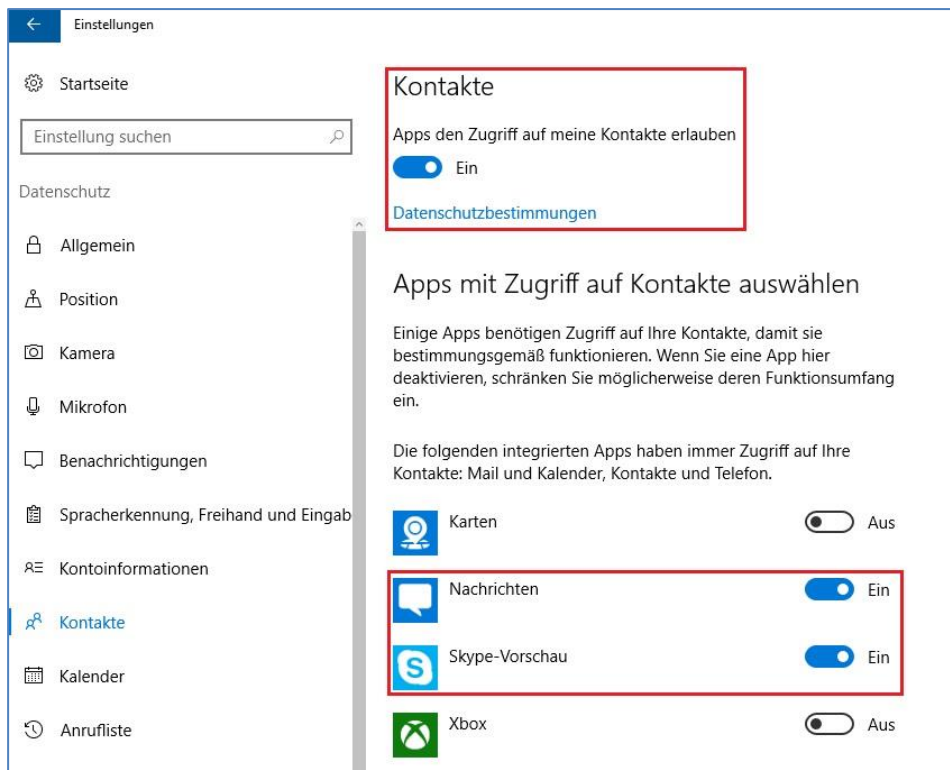 Einstellungen
Startseite
Einstellung suchen
Datenschutz
Allgemein
Position
Kamera
Mikrofon
Benachrichtigungen
Spracherkennung, Freihand und Eingab
Kontoinformationen
Kontakte
Kalender
Anrufliste
Kontakte
Apps den Zugriff auf meine Kontakte erlauben
Ein
Datenschutzbestimmungen
Apps mit Zugriff auf Kontakte auswählen
Einige Apps benötigen Zugriff auf Ihre Kontakte, damit sie
bestimmungsgemäß funktionieren. Wenn Sie eine App hier
deaktivieren, schränken Sie möglicherweise deren Funktionsumfang
ein.
Die folgenden integrierten Apps haben immer Zugriff auf Ihre
Kontakte: Mail und Kalender, Kontakte und Telefon.
Karten Aus
Nachrichten Ein
Skype-Vorschau Ein
Xbox Aus